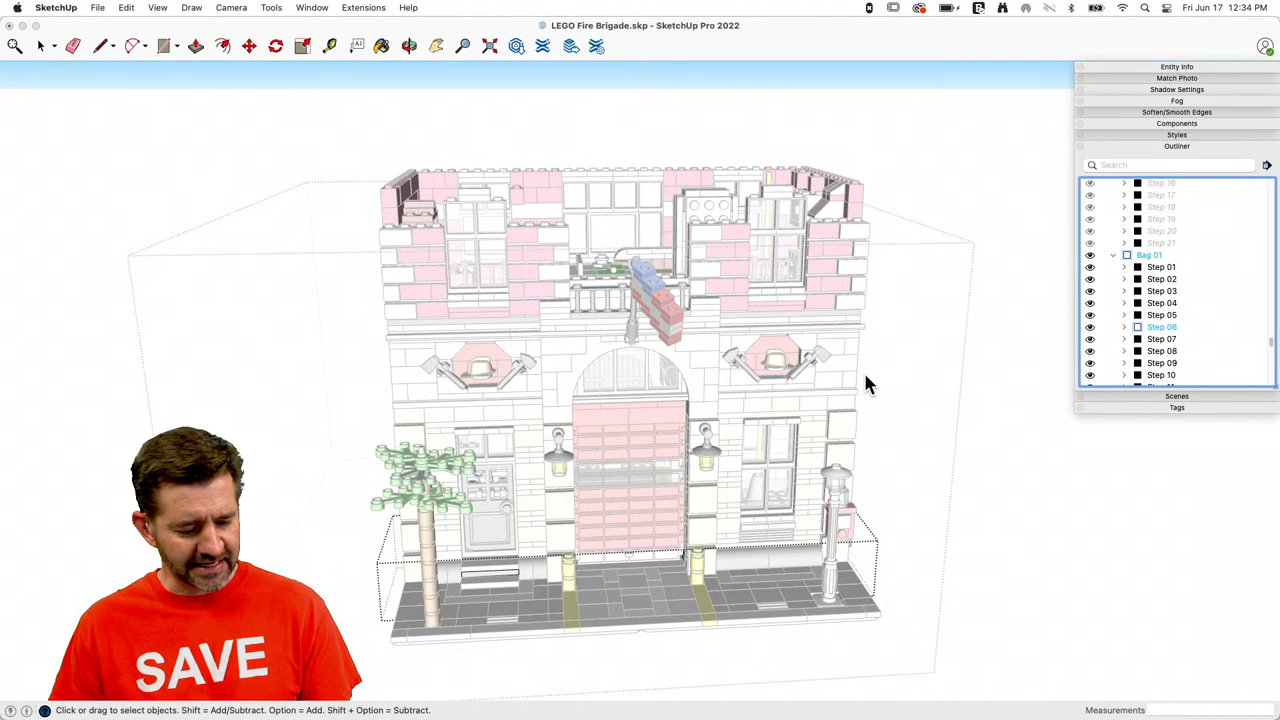 SketchUp File Edit View Draw Camera Tools Window Extensions Help Fri Jun 17 12:34 PM
LEGO Fire Brigade.skp - SketchUp Pro 2022
Entity Info
Match Photo
Shadow Settings
Fog
Soften/Smooth Edges
Components
Styles
Outliner
Search
Step 16
Step 17
Step 18
Step 19
Step 20
Step 21
Bag 01
Step 01
Step 02
Step 03
Step 04
Step 05
Step 06
Step 07
Step 08
Step 09
Step 10
Scenes
Tags
SAVE
Click or drag to select objects. Shift = Add/Subtract. Option = Add. Shift + Option = Subtract.
Measurements